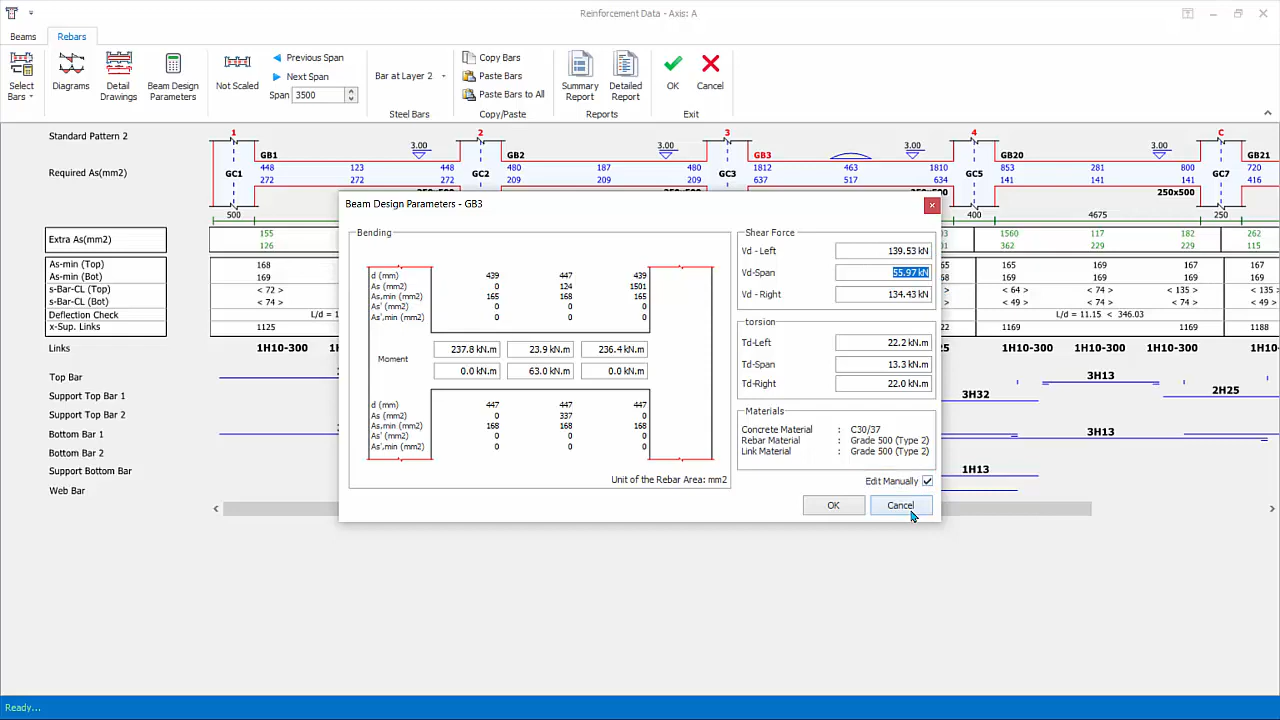 Reinforcement Data - Axis: A
Beams Rebars
Select Bars
Diagrams
Detail Drawings
Beam Design Parameters
Not Scaled
Previous Span
Next Span
Span 3500
Bar at Layer 2
Steel Bars
Copy Bars
Paste Bars
Paste Bars to All
Copy/Paste
Summary Report
Detailed Report
Reports
OK
Cancel
Exit
Standard Pattern 2
1 2 3 4 C
GB1 3.00 GB2 3.00 GB3 3.00 GB20 3.00 GB21
Required As(mm2)
448 123 448 480 187 480 1812 463 1810 853 281 800 720
272 272 272 209 209 209 637 517 634 141 141 141 416
GC1 GC2 GC3 GC5 GC7
250x500
500 400 4675 250
Extra As(mm2)
155 1560 117 182 262
126 362 229 229 115
As-min (Top) 168 165 169 165 165
As-min (Bot) 169 168 169 168 169
s-Bar-CL (Top) < 72 > < 64 > < 74 > < 135 > < 135 >
s-Bar-CL (Bot) < 74 > < 49 > < 74 > < 49 > < 49 >
Deflection Check L/d = 1 L/d = 11.15 < 346.03
x-Sup. Links 1125 1169 1169 1188
Links 1H10-300 1H10-300 1H10-300 1H10-300
Top Bar 3H13
Support Top Bar 1 3H32 2H25
Support Top Bar 2
Bottom Bar 1 3H13
Bottom Bar 2
Support Bottom Bar 1H13
Web Bar
Beam Design Parameters - GB3
Bending
d (mm) 439 447 439
As (mm2) 0 124 1501
As,min (mm2) 165 168 165
As' (mm2) 0 0 0
As',min (mm2) 0 0 0
Moment
237.8 kN.m 23.9 kN.m 236.4 kN.m
0.0 kN.m 63.0 kN.m 0.0 kN.m
d (mm) 447 447 447
As (mm2) 0 337 0
As,min (mm2) 168 168 168
As' (mm2) 0 0 0
As',min (mm2) 0 0 0
Unit of the Rebar Area: mm2
Shear Force
Vd - Left 139.53 kN
Vd-Span 55.97 kN
Vd - Right 134.43 kN
torsion
Td-Left 22.2 kN.m
Td-Span 13.3 kN.m
Td-Right 22.0 kN.m
Materials
Concrete Material : C30/37
Rebar Material : Grade 500 (Type 2)
Link Material : Grade 500 (Type 2)
Edit Manually
OK Cancel
Ready...